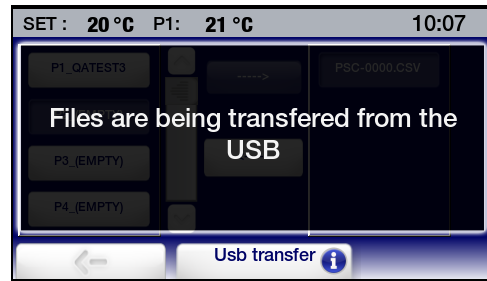 SET : 20 °C P1: 21 °C 10:07
P1_QATEST3
-----> PSC-0000.CSV
Files are being transfered from the
USB
P3_(EMPTY)
P4_(EMPTY)
Usb transfer